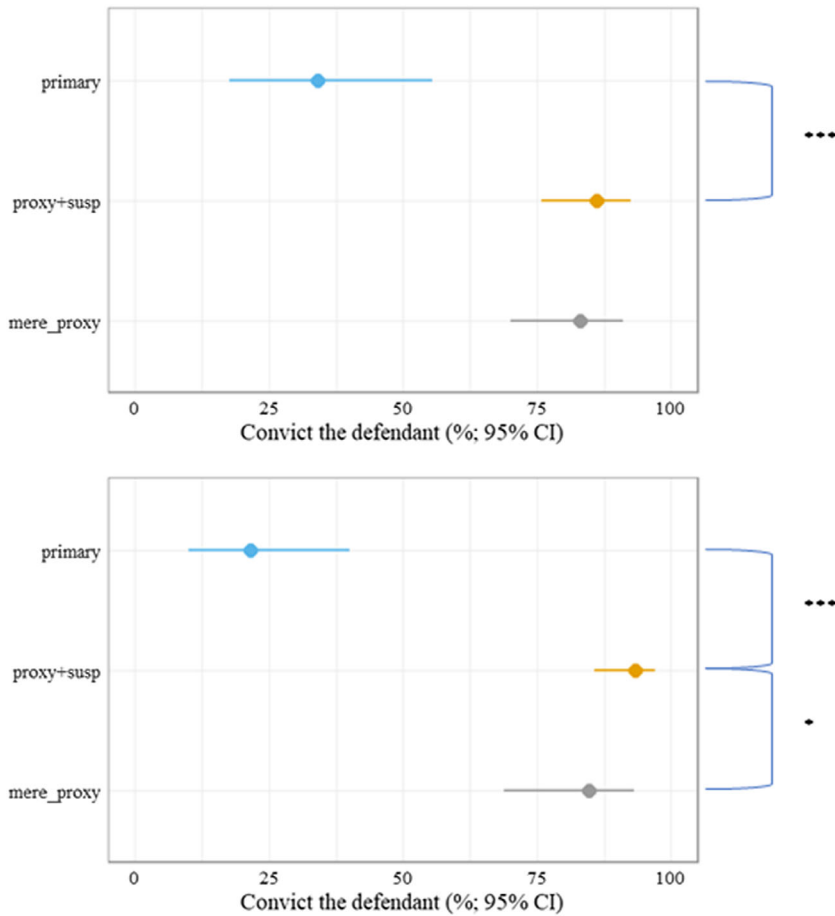 primary
***
proxy+susp
mere_proxy
0 25 50 75 100
Convict the defendant (%; 95% CI)
primary
***
proxy+susp
*
mere_proxy
0 25 50 75 100
Convict the defendant (%; 95% CI)